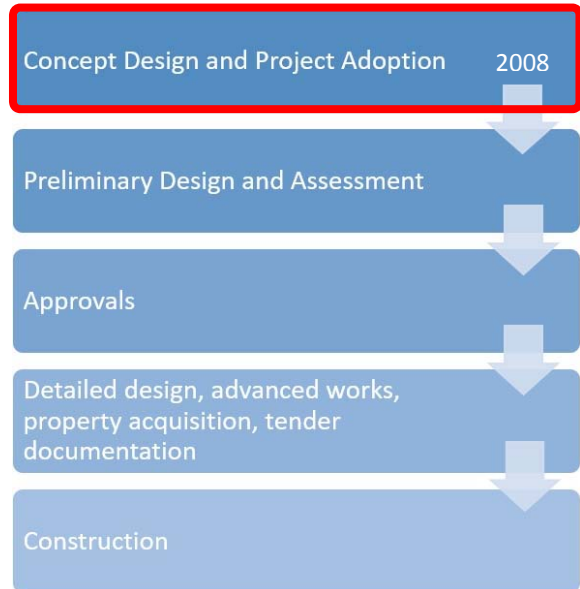 Concept Design and Project Adoption 2008
Preliminary Design and Assessment
Approvals
Detailed design, advanced works,
property acquisition, tender
documentation
Construction